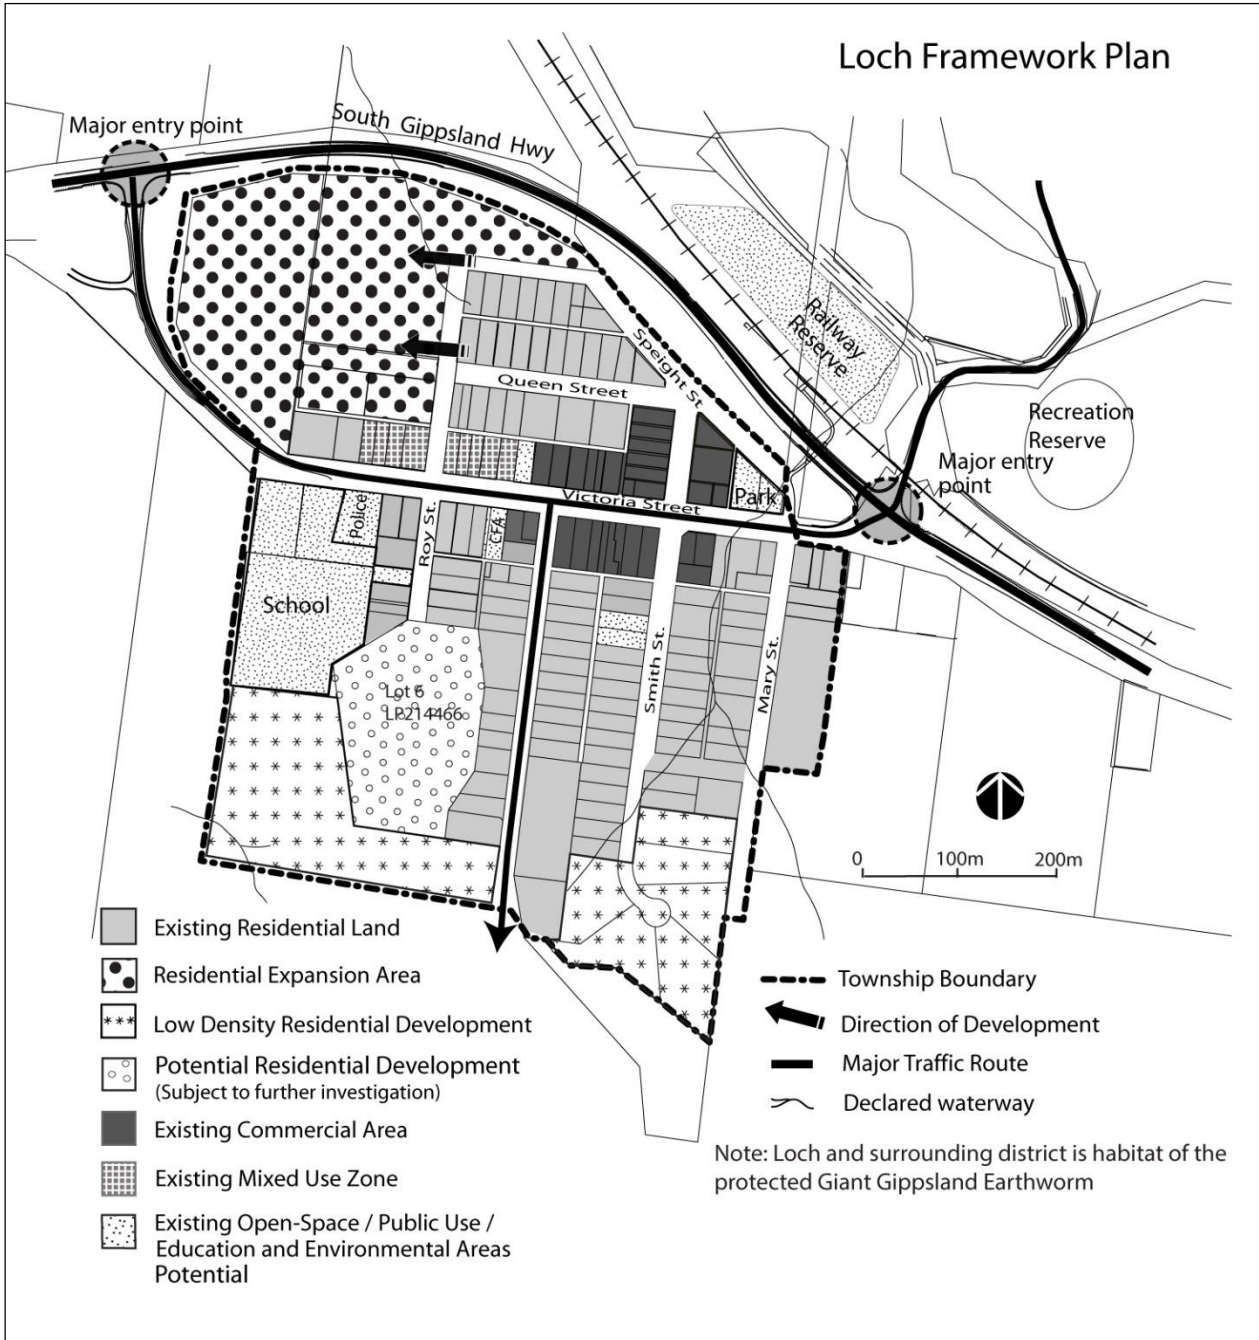 Loch Framework Plan
Major entry point
South Gippsland Hwy
Railway
Reserve
Speight St.
Queen Street
Recreation
Reserve
Major entry
point
Park
Victoria Street
Police
CFA
Roy St.
School
Smith St.
Mary St.
Lot 6
LP214466
0 100m 200m
Existing Residential Land
Residential Expansion Area
Low Density Residential Development
Potential Residential Development
(Subject to further investigation)
Existing Commercial Area
Existing Mixed Use Zone
Existing Open-Space / Public Use /
Education and Environmental Areas
Potential
Township Boundary
Direction of Development
Major Traffic Route
Declared waterway
Note: Loch and surrounding district is habitat of the
protected Giant Gippsland Earthworm